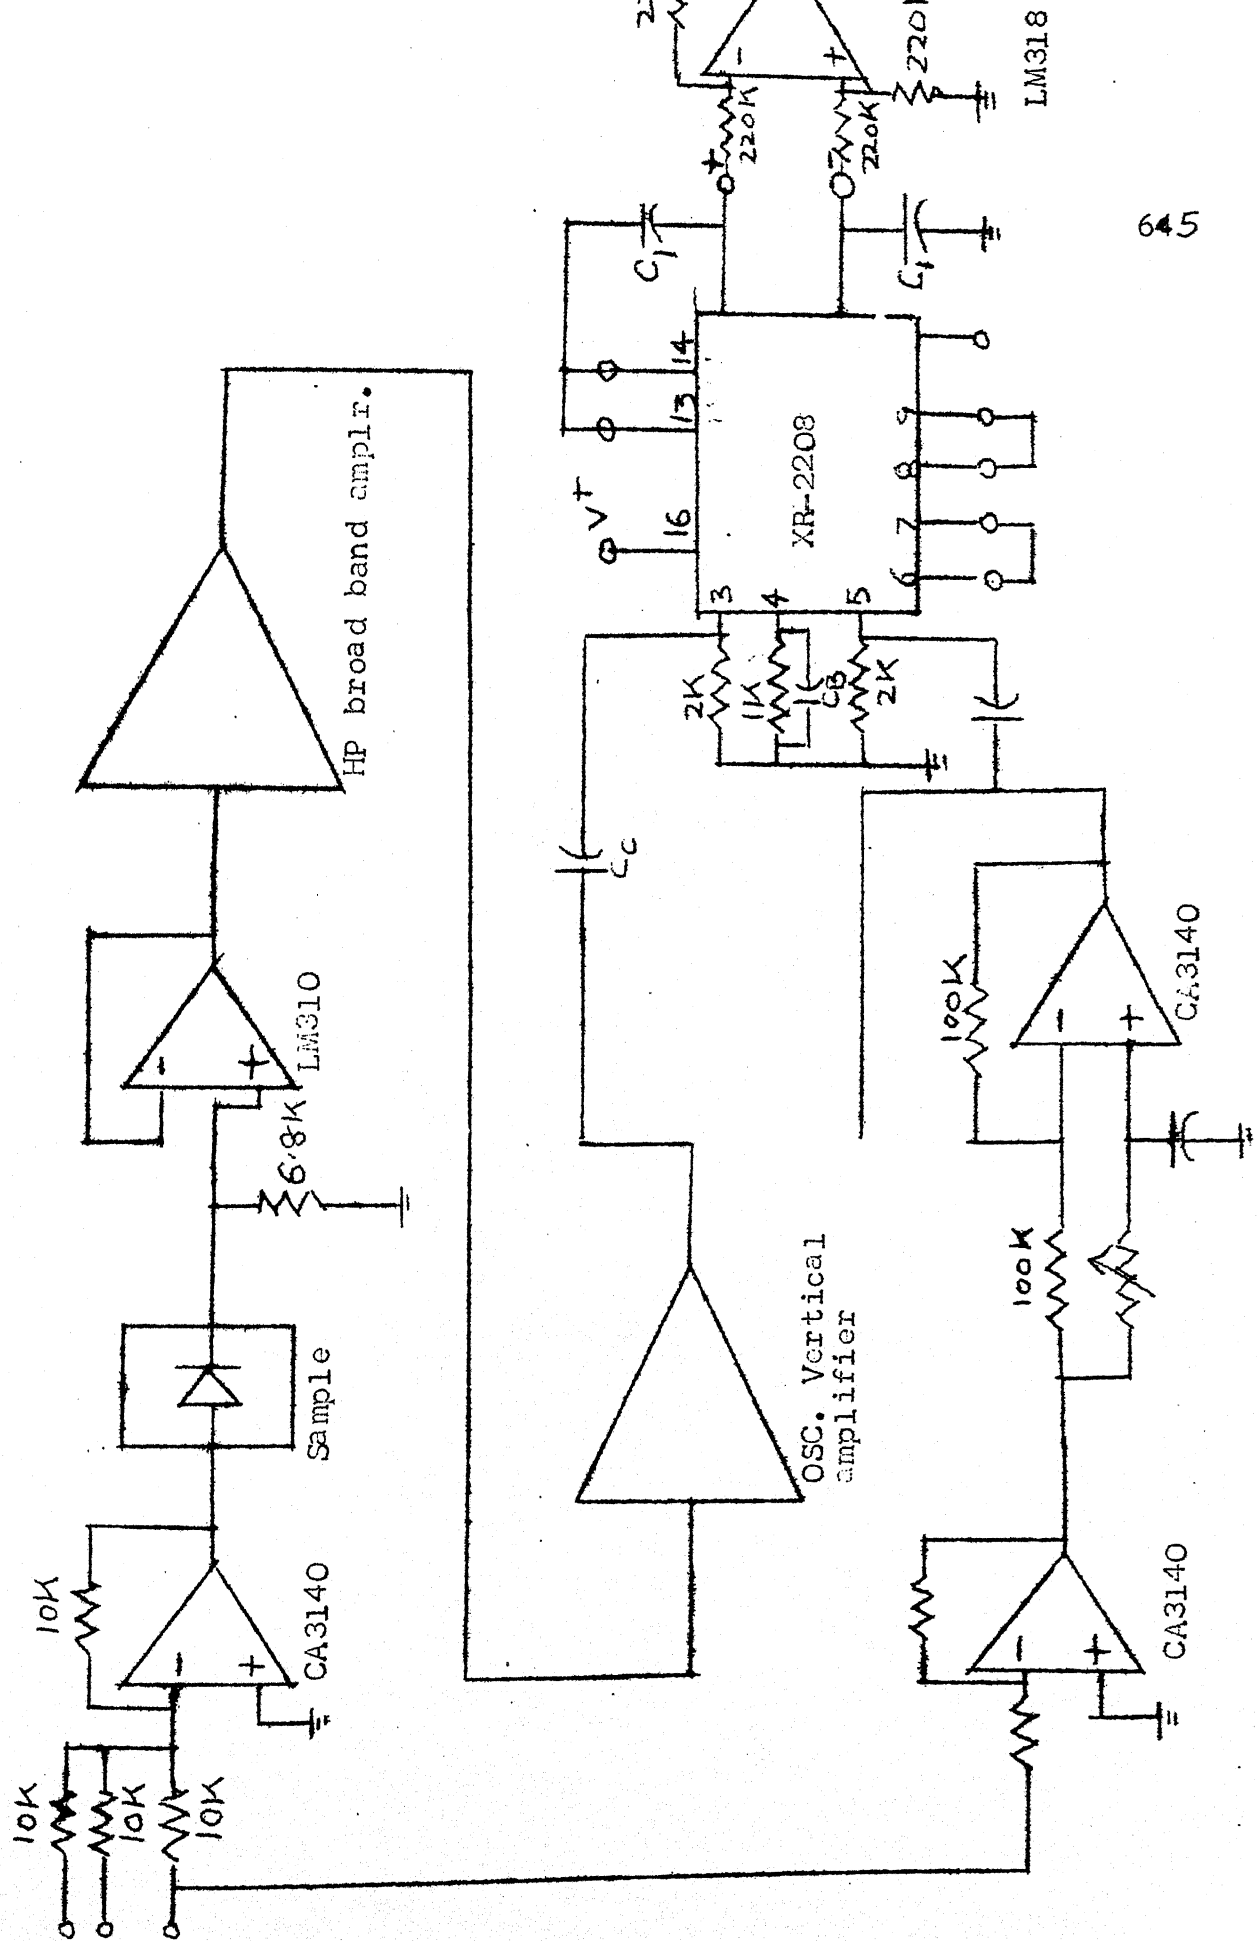 10K
10K
10K
10K
CA3140
Sample
6.8K
LM310
HP broad band amplr.
OSC. Vertical
amplifier
CA3140
100K
100K
CA3140
Cc
2K
1K
CB
2K
3
4
5
16
13
14
6
7
8
9
XR-2208
V+
C1
C1
+
220K
-
220K
220K
LM318
645